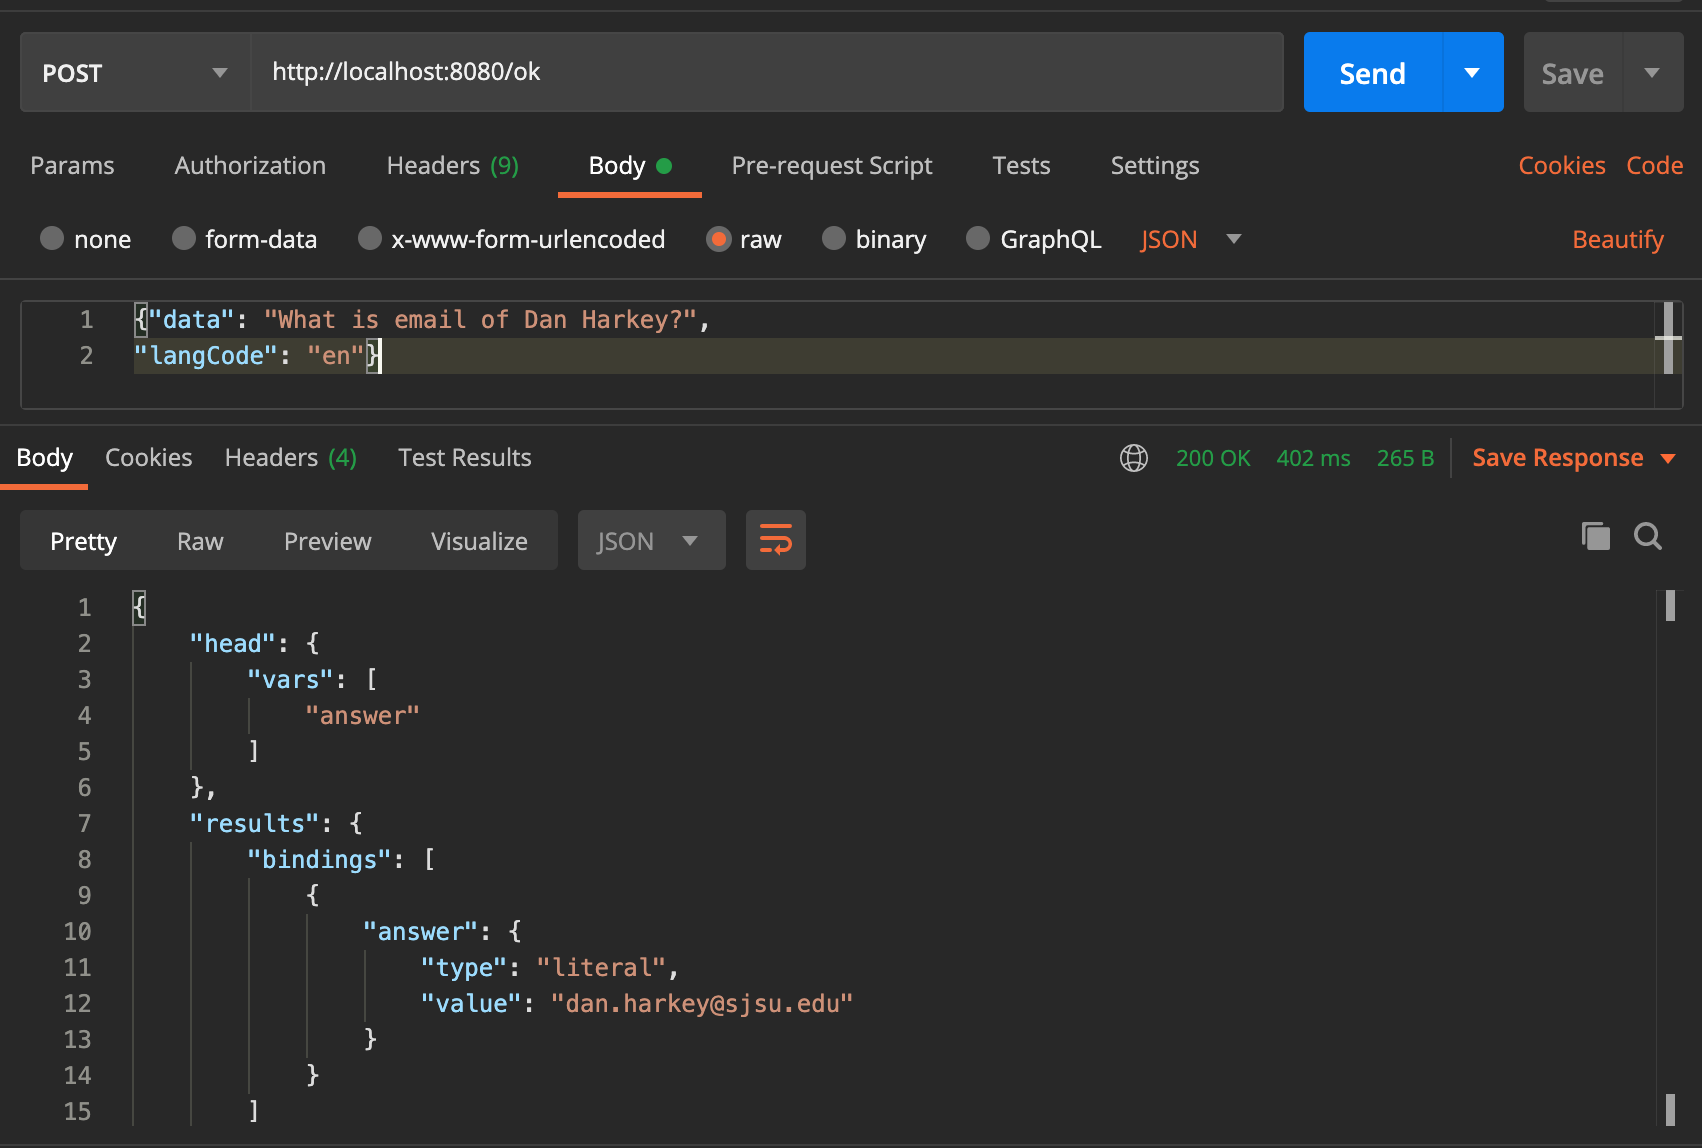 POST http://localhost:8080/ok Send Save
Params Authorization Headers (9) Body Pre-request Script Tests Settings Cookies Code
none form-data x-www-form-urlencoded raw binary GraphQL JSON Beautify
1 {"data": "What is email of Dan Harkey?",
2 "langCode": "en"}
Body Cookies Headers (4) Test Results 200 OK 402 ms 265 B Save Response
Pretty Raw Preview Visualize JSON
1 {
2 "head": {
3 "vars": [
4 "answer"
5 ]
6 },
7 "results": {
8 "bindings": [
9 {
10 "answer": {
11 "type": "literal",
12 "value": "dan.harkey@sjsu.edu"
13 }
14 }
15 ]